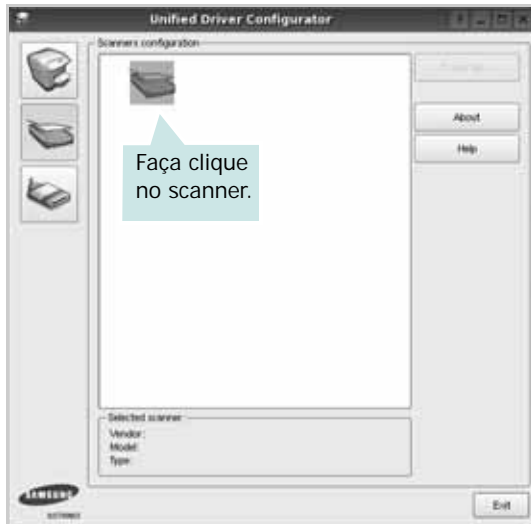 Unified Driver Configurator
Scanners configuration
About
Help
Faça clique
no scanner.
Selected scanner
Vendor:
Model:
Type:
SAMSUNG
Exit